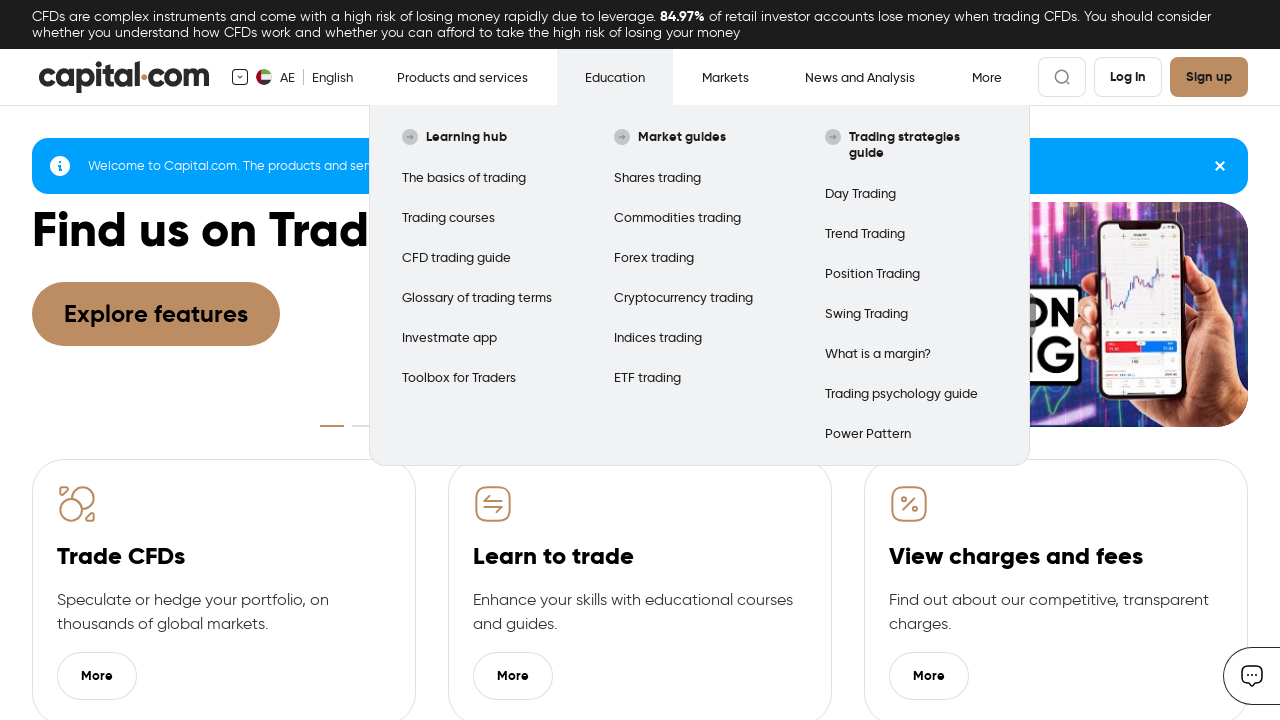 CFDs are complex instruments and come with a high risk of losing money rapidly due to leverage. 84.97% of retail investor accounts lose money when trading CFDs. You should consider
whether you understand how CFDs work and whether you can afford to take the high risk of losing your money
capital.com
AE
English
Products and services
Education
Markets
News and Analysis
More
Log In
Sign up
Learning hub
The basics of trading
Trading courses
CFD trading guide
Glossary of trading terms
Investmate app
Toolbox for Traders
Market guides
Shares trading
Commodities trading
Forex trading
Cryptocurrency trading
Indices trading
ETF trading
Trading strategies
guide
Day Trading
Trend Trading
Position Trading
Swing Trading
What is a margin?
Trading psychology guide
Power Pattern
Welcome to Capital.com. The products and ser
Find us on Trad
Explore features
Trade CFDs
Speculate or hedge your portfolio, on
thousands of global markets.
More
Learn to trade
Enhance your skills with educational courses
and guides.
More
View charges and fees
Find out about our competitive, transparent
charges.
More